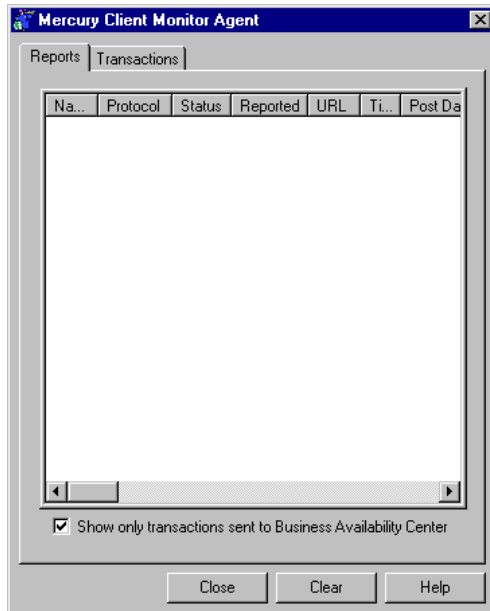 Mercury Client Monitor Agent
Reports Transactions
Na... Protocol Status Reported URL Ti... Post Da
Show only transactions sent to Business Availability Center
Close Clear Help